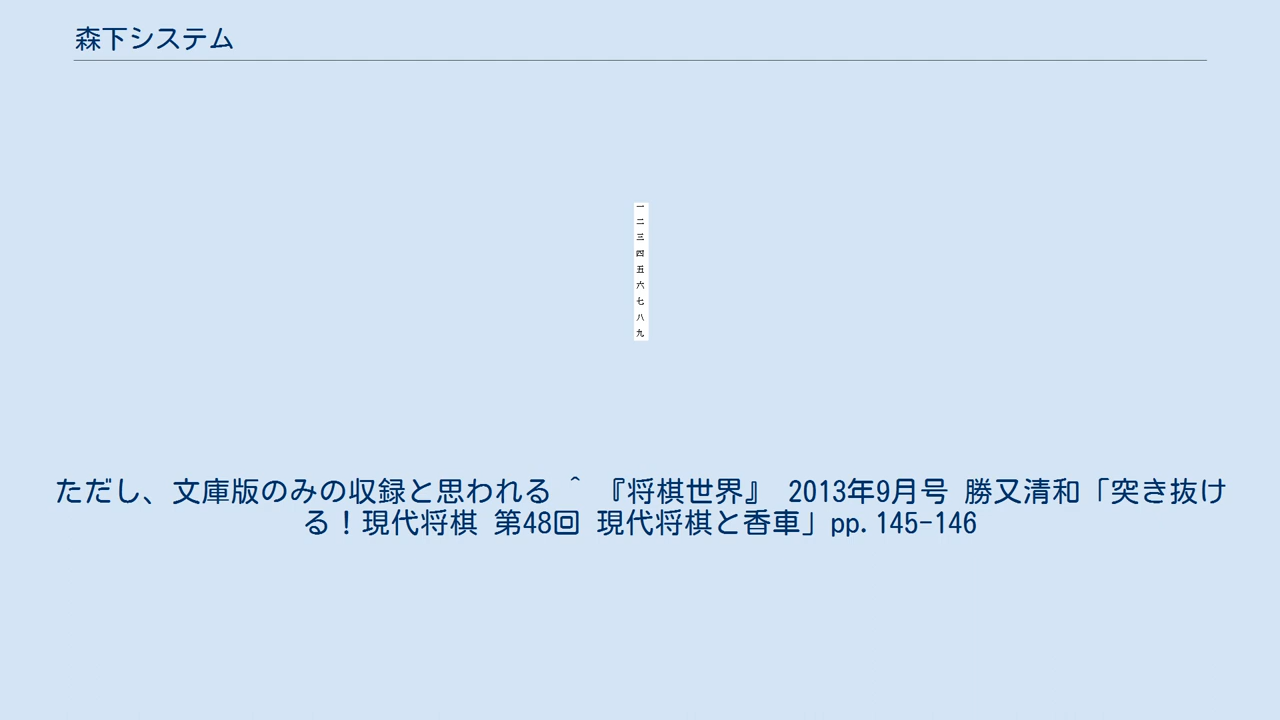 森下システム
一
二
三
四
五
六
七
八
九
ただし、文庫版のみの収録と思われる ^ 『将棋世界』 2013年9月号 勝又清和「突き抜け
る！現代将棋 第48回 現代将棋と香車」pp.145-146